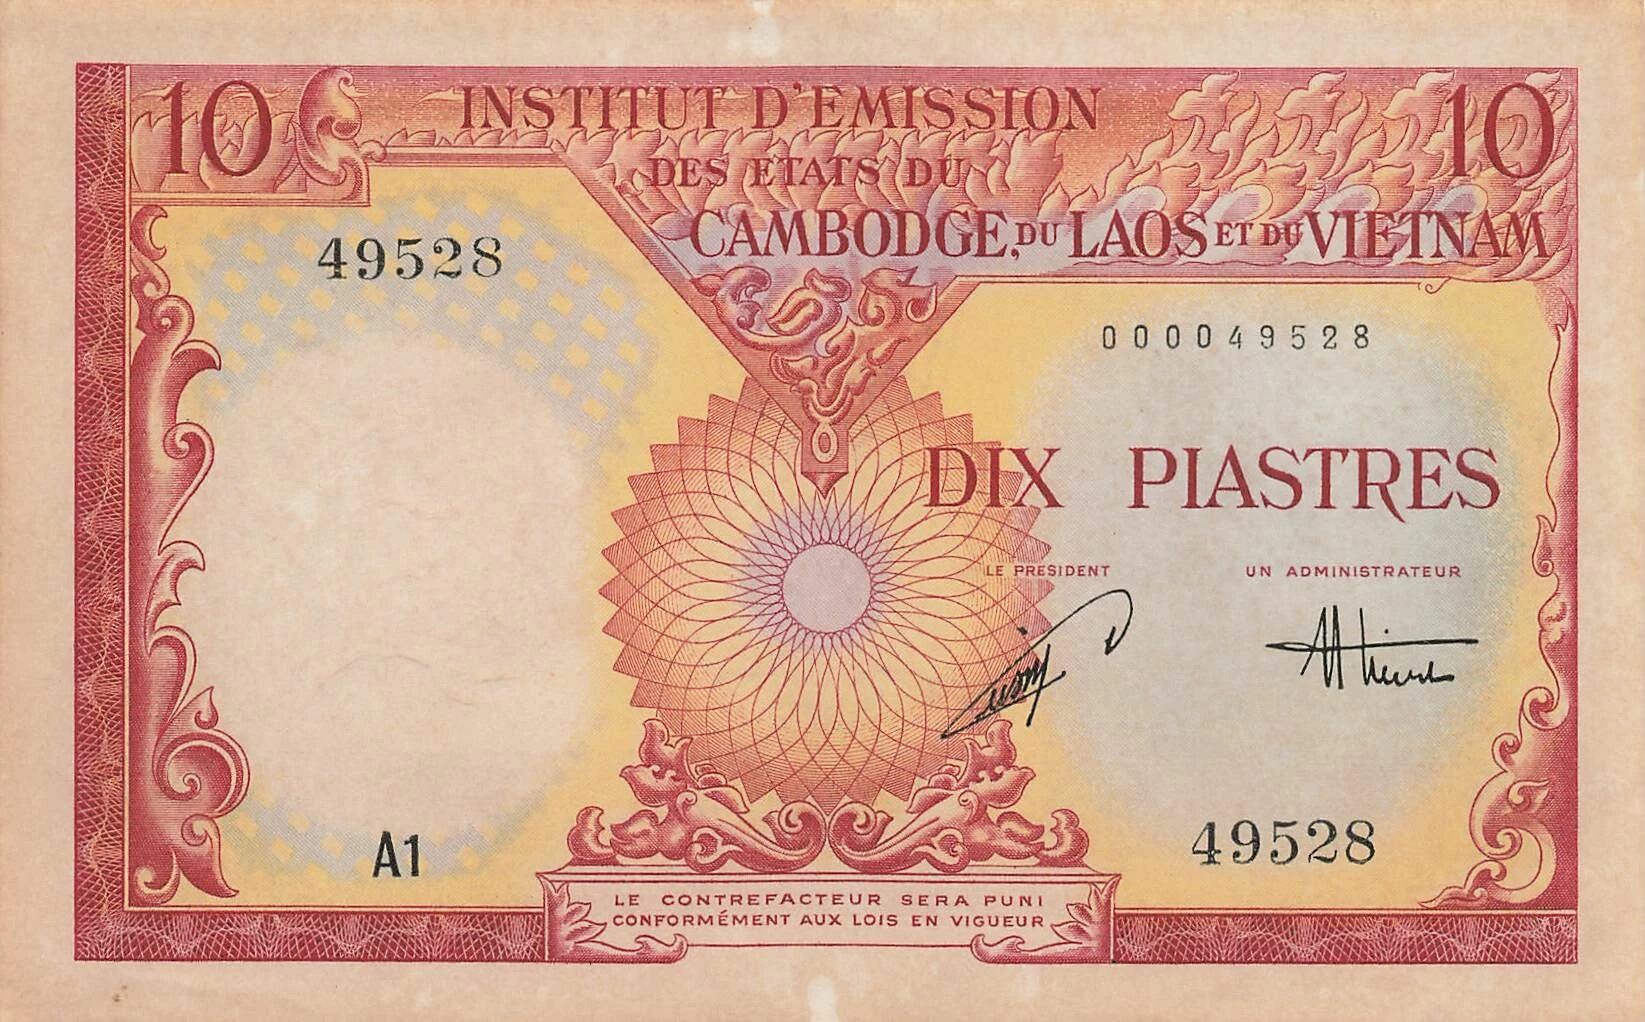 10 INSTITUT D'EMISSION 10
DES ETATS DU
CAMBODGE, DU LAOS ET DU VIETNAM
49528
000049528
DIX PIASTRES
LE PRESIDENT UN ADMINISTRATEUR
49528
A1
LE CONTREFACTEUR SERA PUNI
CONFORMÉMENT AUX LOIS EN VIGUEUR